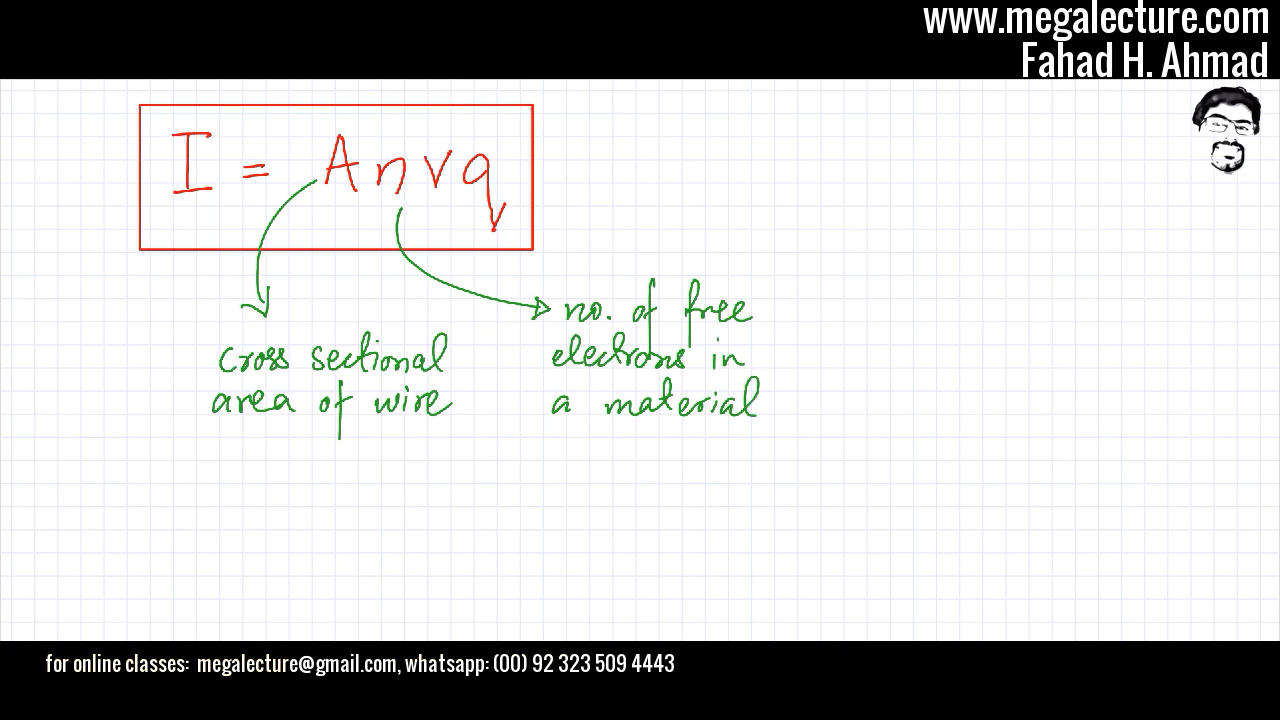 www.megalecture.com
Fahad H. Ahmad
I = Anvq
cross sectional
area of wire
no. of free
electrons in
a material
for online classes: megalecture@gmail.com, whatsapp: (00) 92 323 509 4443